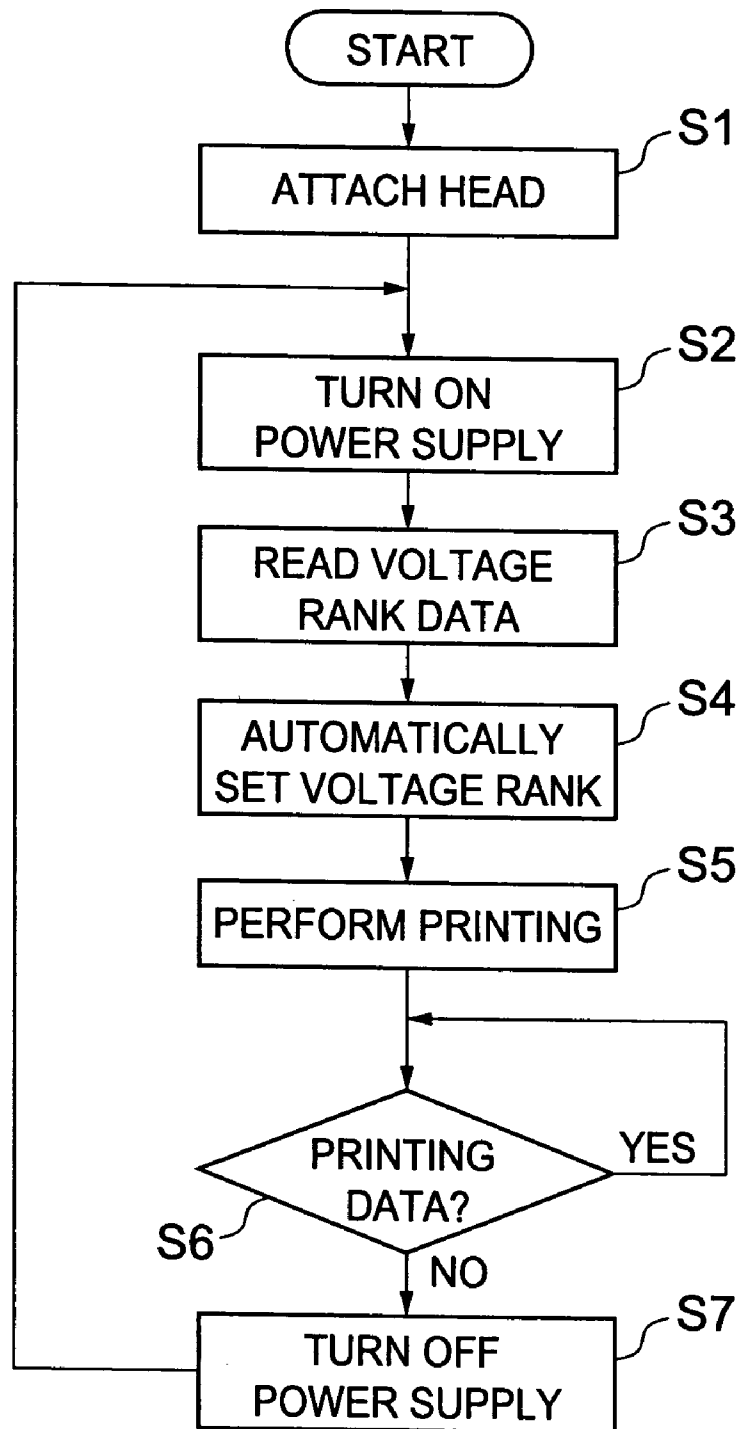 START
S1
ATTACH HEAD
S2
TURN ON
POWER SUPPLY
S3
READ VOLTAGE
RANK DATA
S4
AUTOMATICALLY
SET VOLTAGE RANK
S5
PERFORM PRINTING
YES
PRINTING
DATA?
S6
NO
S7
TURN OFF
POWER SUPPLY